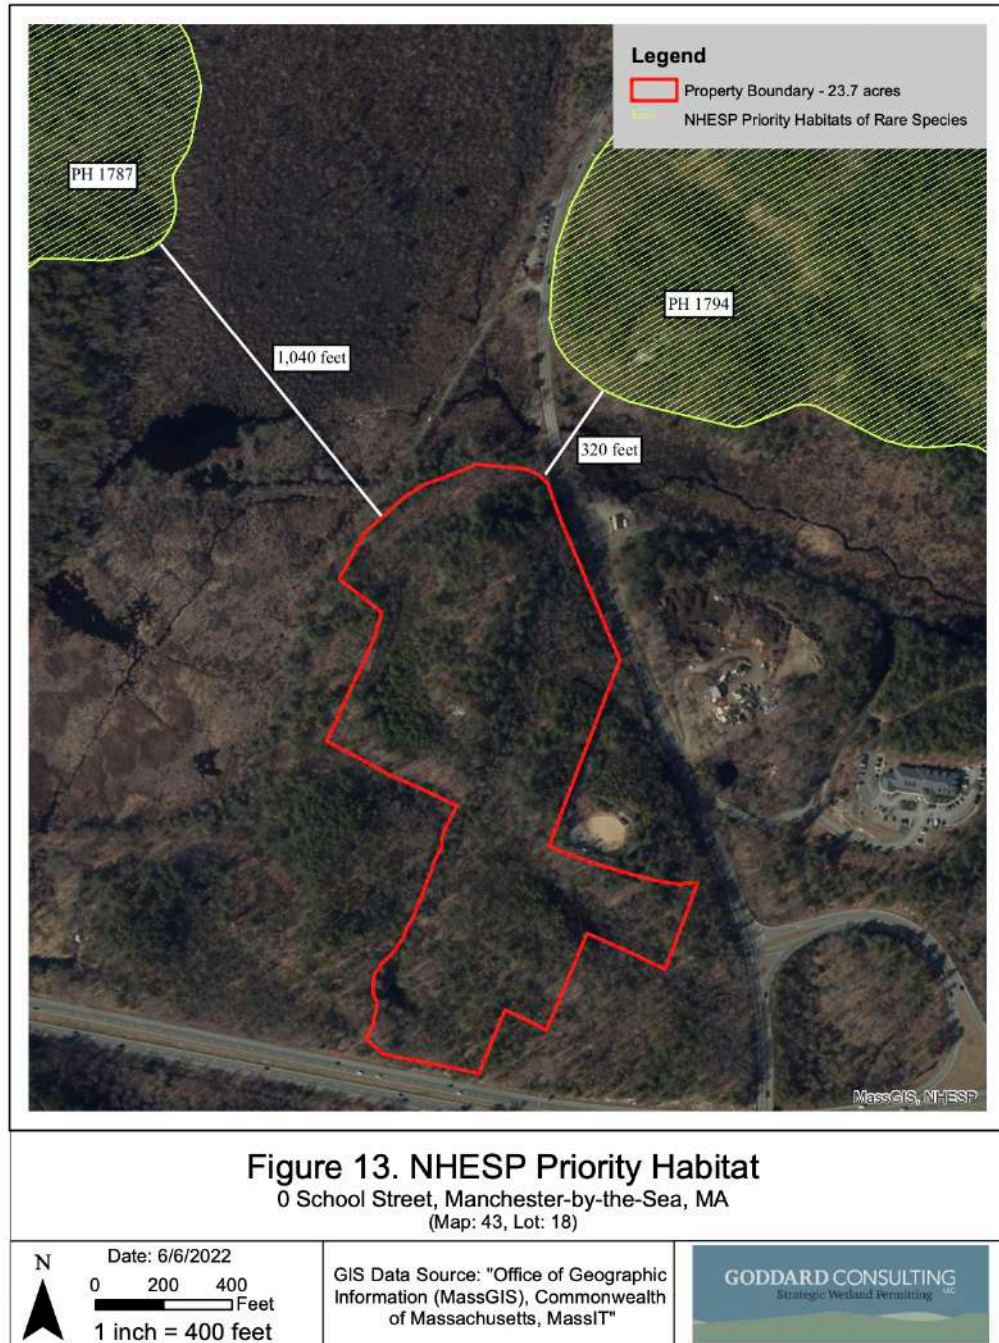 Legend
Property Boundary - 23.7 acres
NHESP Priority Habitats of Rare Species
PH 1787
PH 1794
1,040 feet
320 feet
MassGIS, NHESP
Figure 13. NHESP Priority Habitat
0 School Street, Manchester-by-the-Sea, MA
(Map: 43, Lot: 18)
N
Date: 6/6/2022
0 200 400
Feet
1 inch = 400 feet
GIS Data Source: "Office of Geographic
Information (MassGIS), Commonwealth
of Massachusetts, MassIT"
GODDARD CONSULTING
LLC
Strategic Wetland Permitting